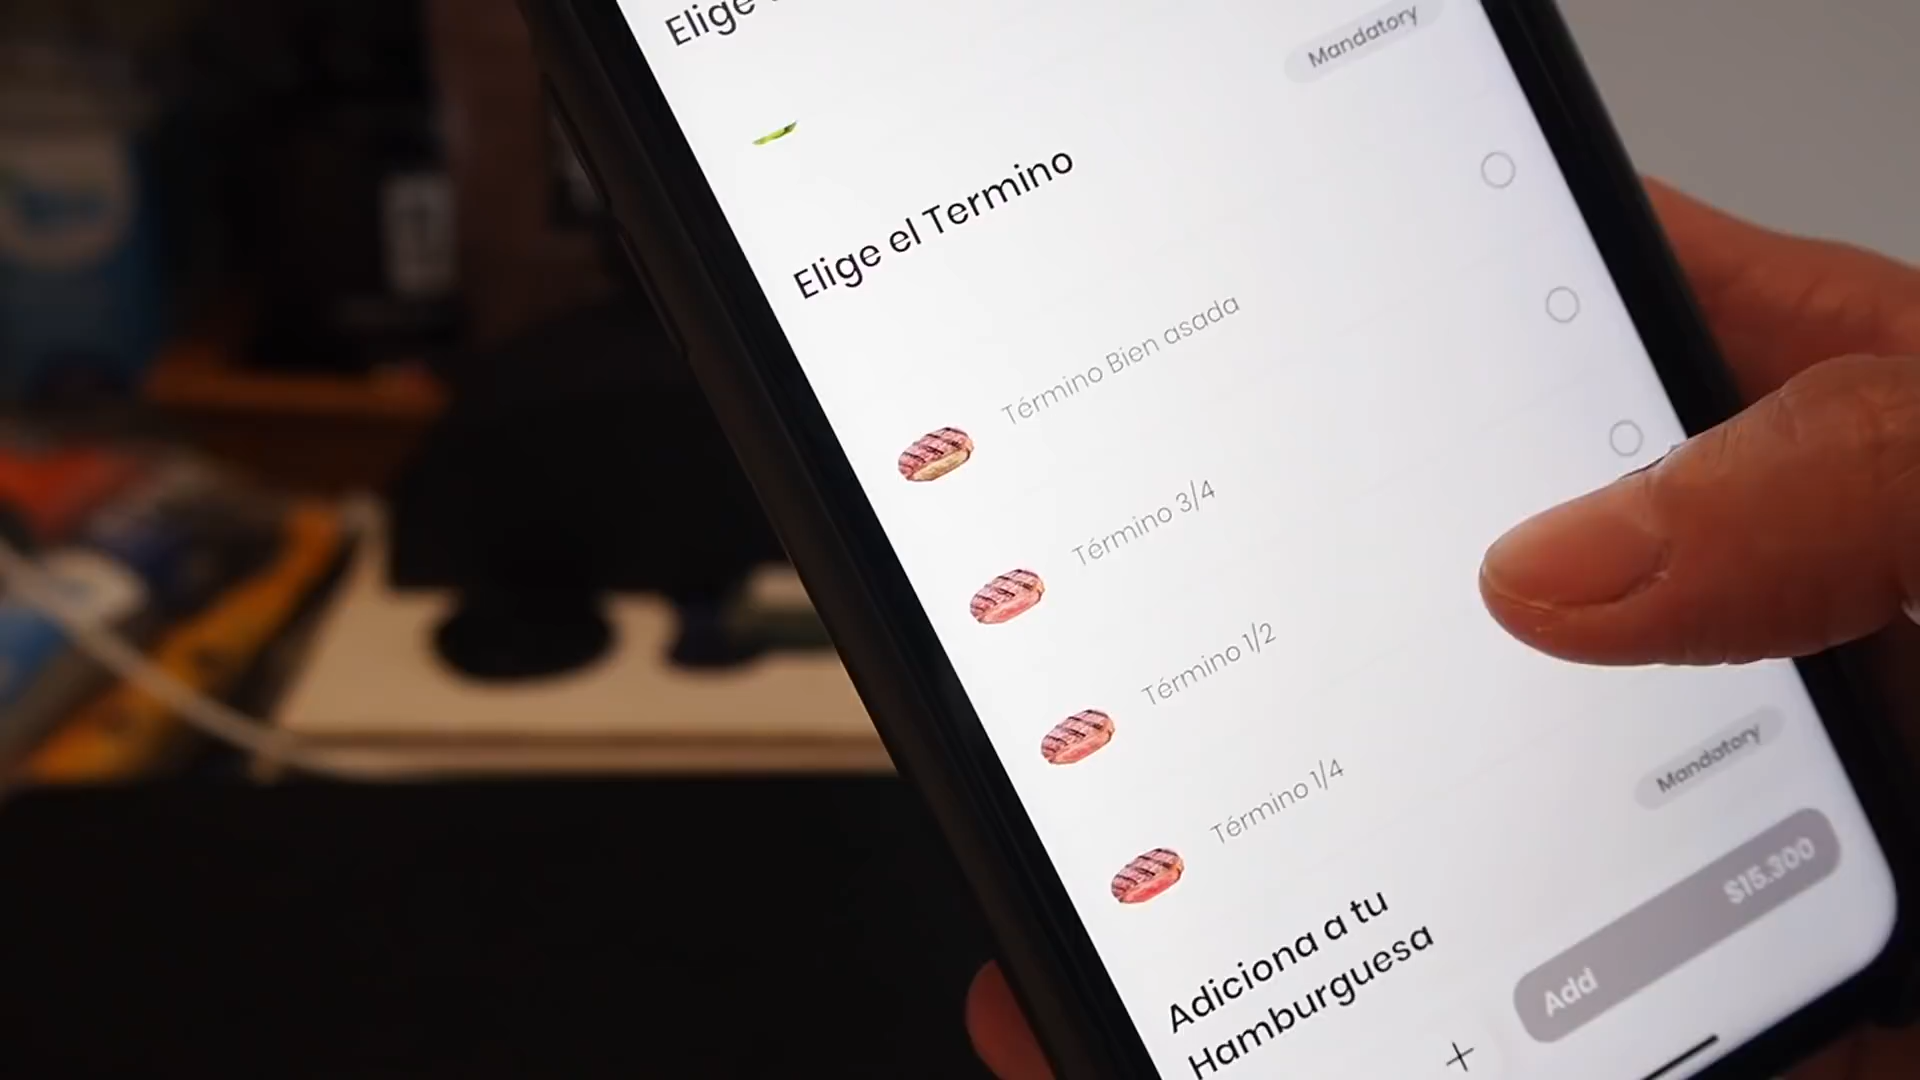 Elige
Mandatory
Elige el Termino
Término Bien asada
Término 3/4
Término 1/2
Término 1/4
Mandatory
Adiciona a tu
Hamburguesa
Add
$15.300